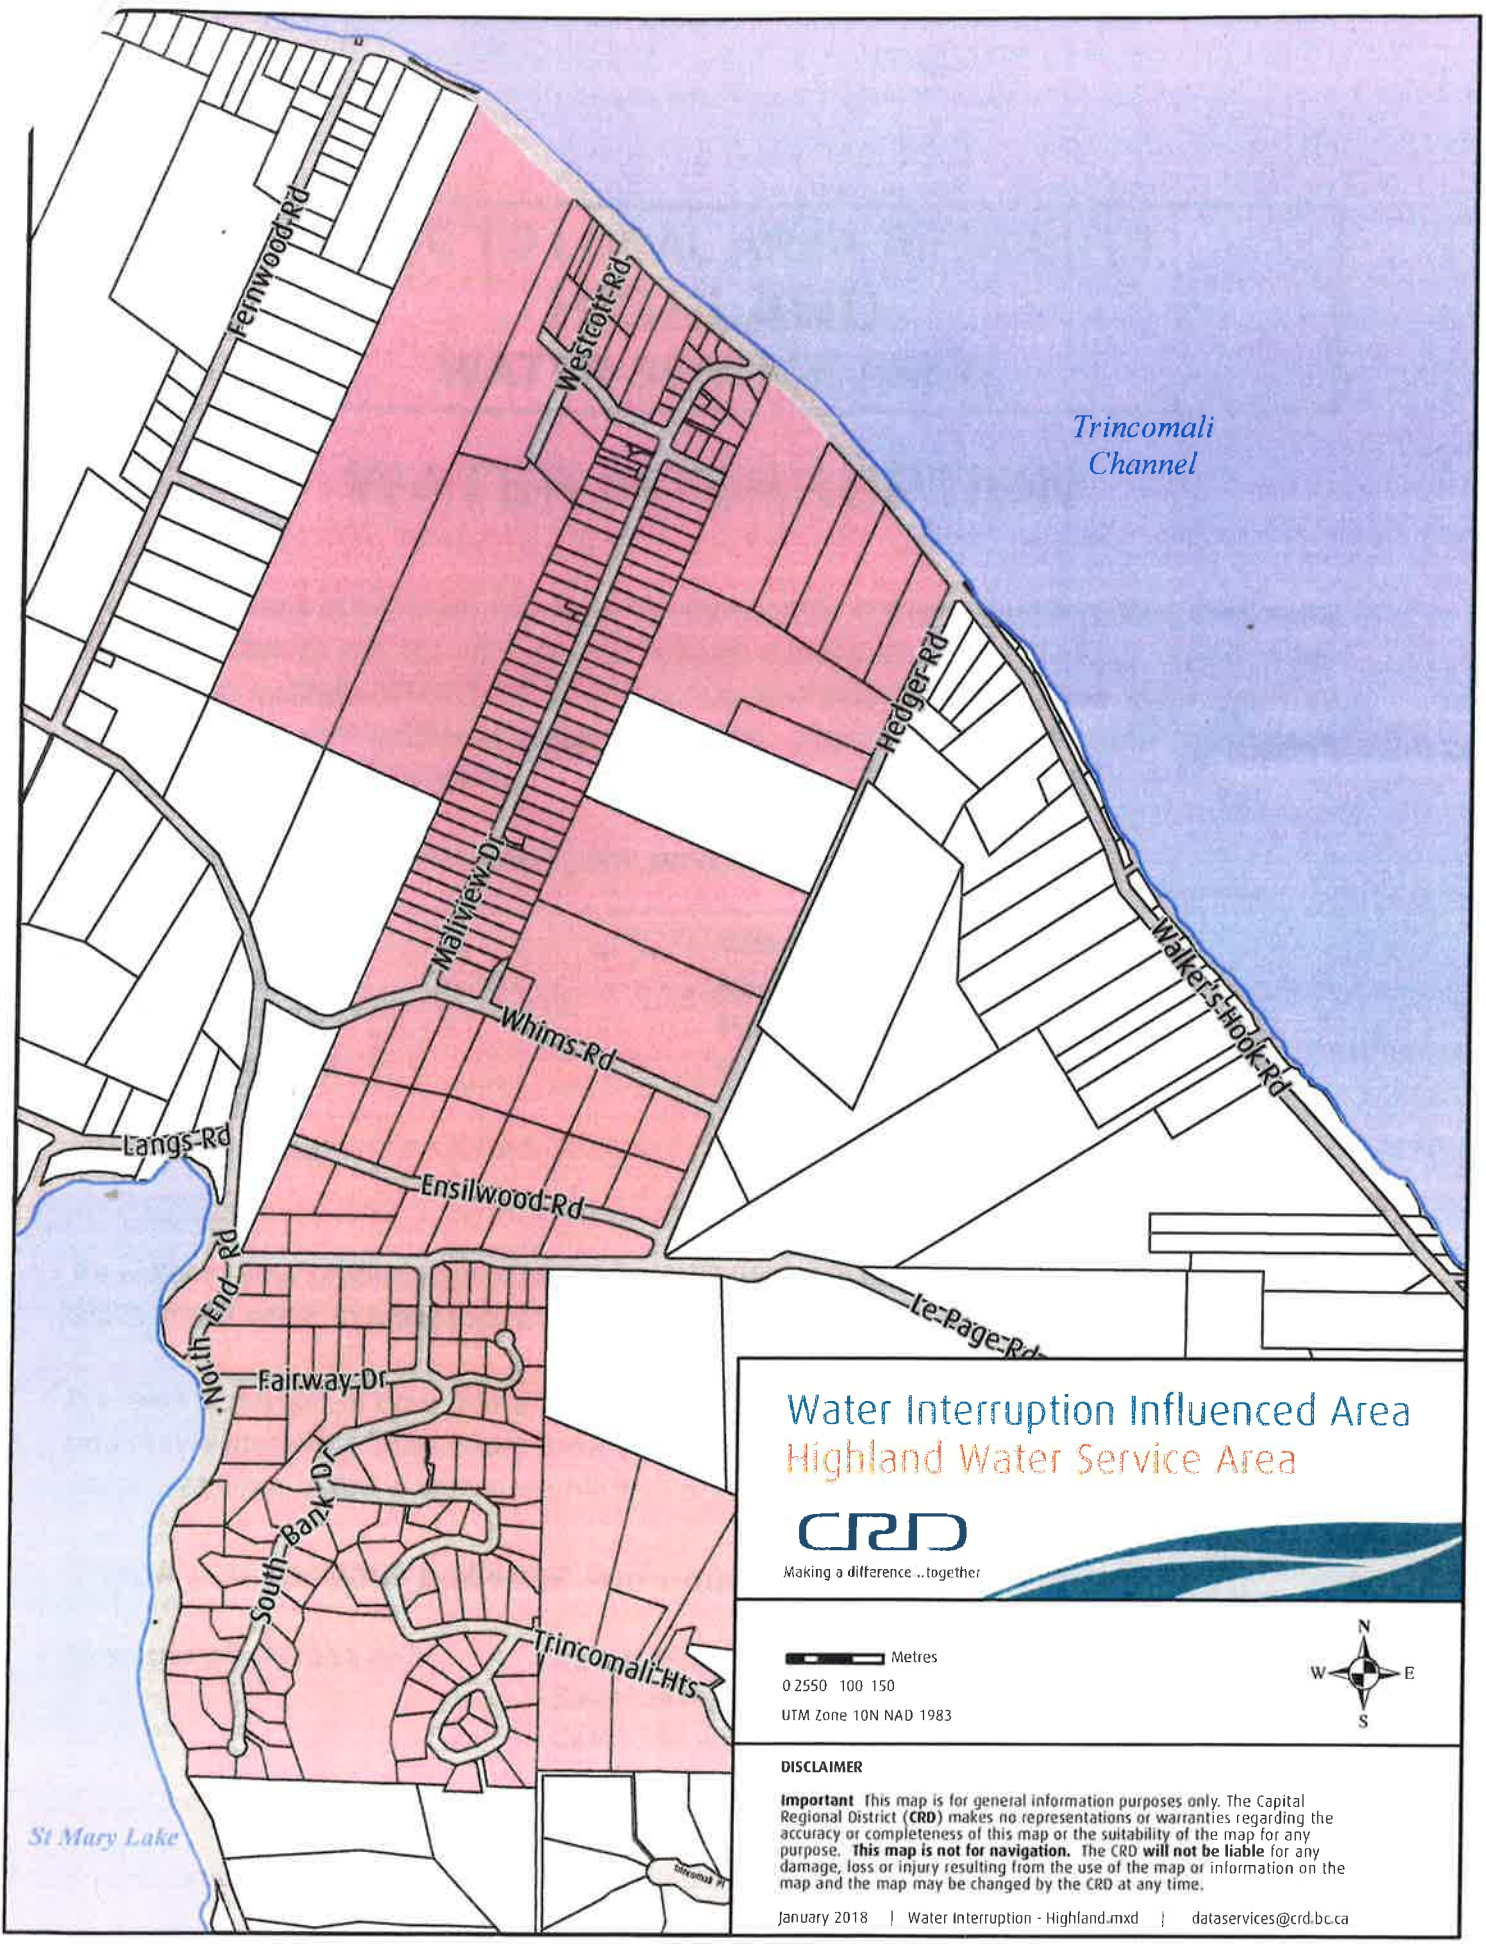 Fernwood Rd
Westcott Rd
Trincomali
Channel
Hedger Rd
Maliview Dr
Walker's Hook Rd
Whims Rd
Langs Rd
Ensilwood Rd
North End Rd
Le Page Rd
Fairway Dr
South Bank Dr
Trincomali Hts
St Mary Lake
Trincomali Pl
Water Interruption Influenced Area
Highland Water Service Area
CRD
Making a difference...together
Metres
0 2550 100 150
UTM Zone 10N NAD 1983
N
W E
S
DISCLAIMER
Important This map is for general information purposes only. The Capital
Regional District (CRD) makes no representations or warranties regarding the
accuracy or completeness of this map or the suitability of the map for any
purpose. This map is not for navigation. The CRD will not be liable for any
damage, loss or injury resulting from the use of the map or information on the
map and the map may be changed by the CRD at any time.
January 2018 | Water Interruption - Highland.mxd | dataservices@crd.bc.ca